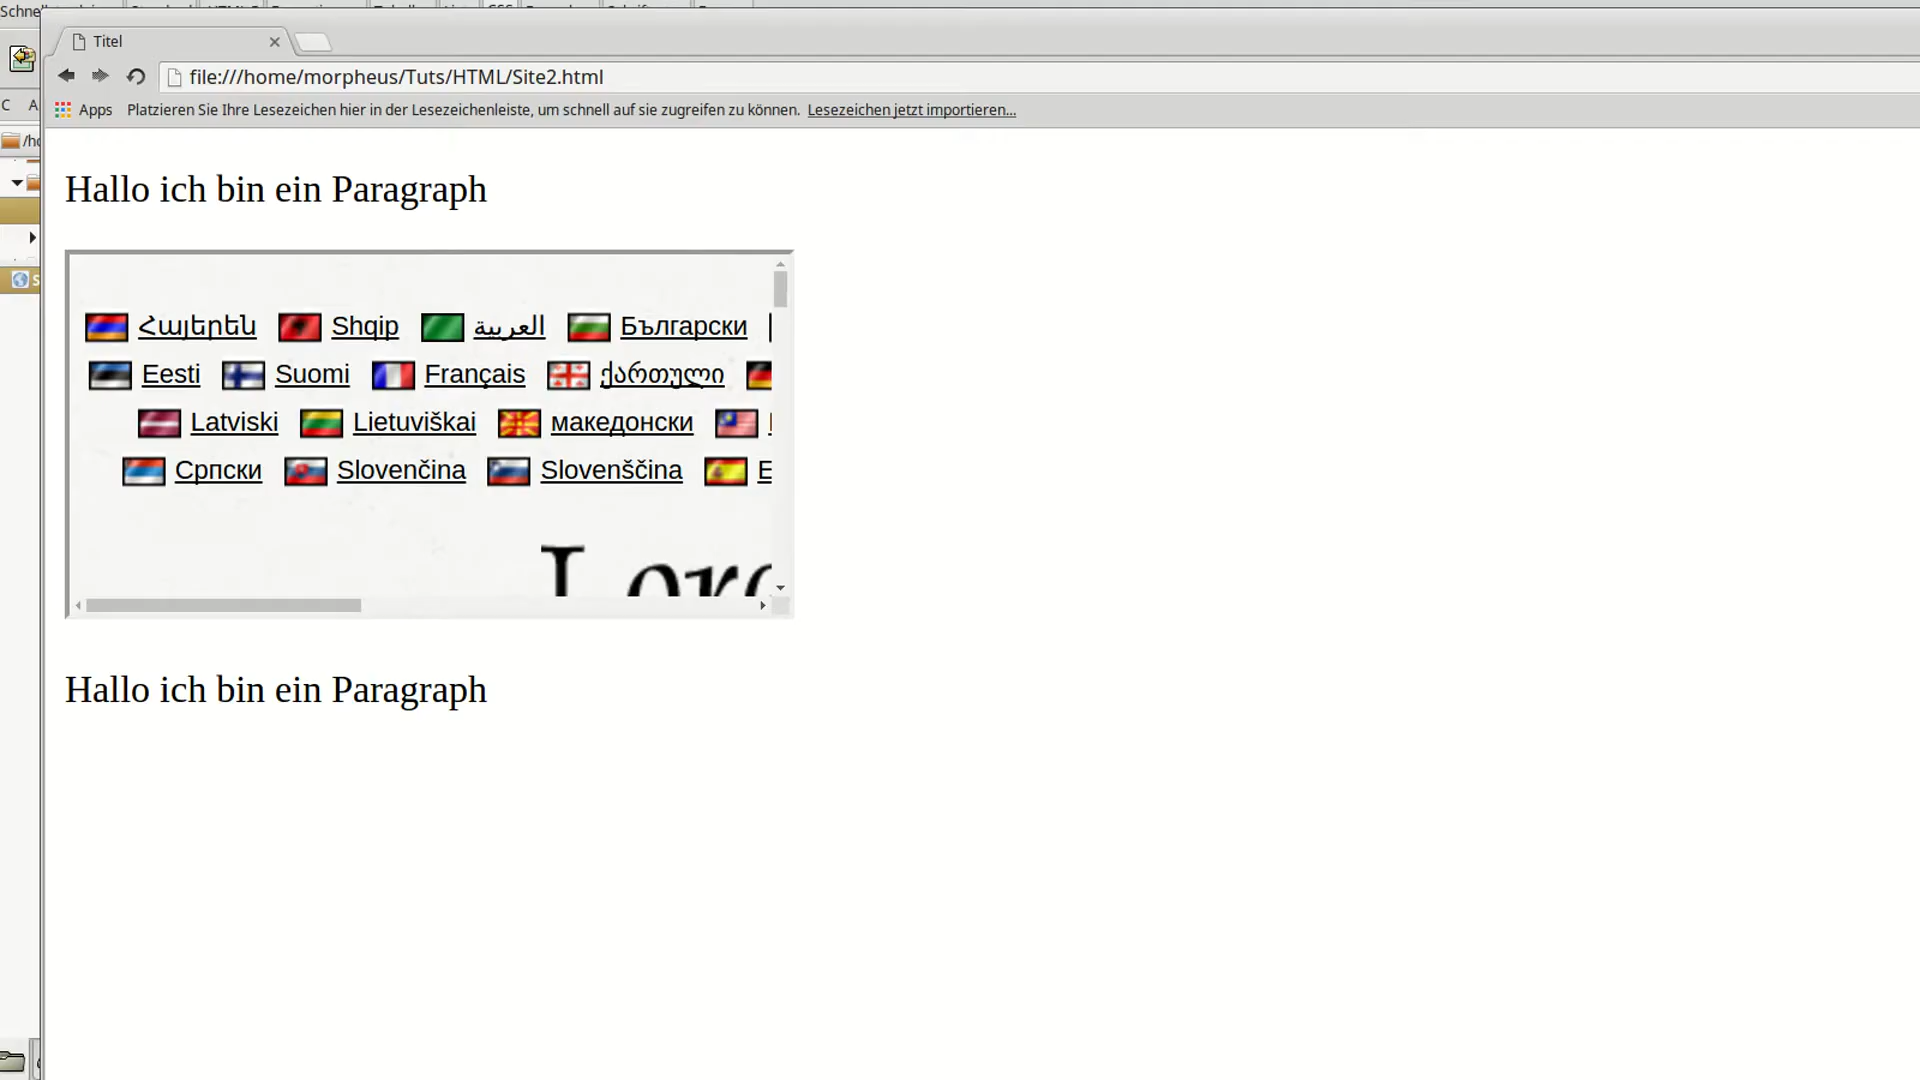 Titel
file:///home/morpheus/Tuts/HTML/Site2.html
C A
Apps Platzieren Sie Ihre Lesezeichen hier in der Lesezeichenleiste, um schnell auf sie zugreifen zu können. Lesezeichen jetzt importieren...
Hallo ich bin ein Paragraph
Հայերեն Shqip العربية Български
Eesti Suomi Français ქართული
Latviski Lietuviškai македонски
Српски Slovenčina Slovenščina E
Hallo ich bin ein Paragraph